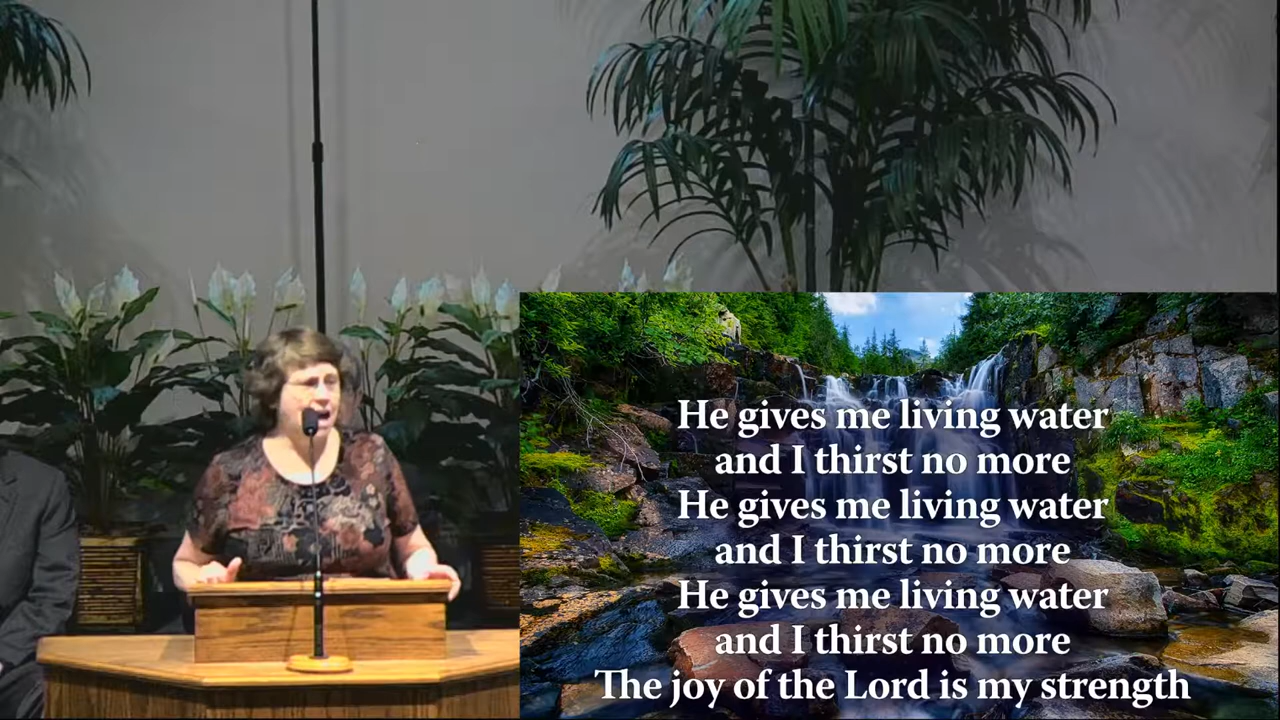 He gives me living water
and I thirst no more
He gives me living water
and I thirst no more
He gives me living water
and I thirst no more
The joy of the Lord is my strength